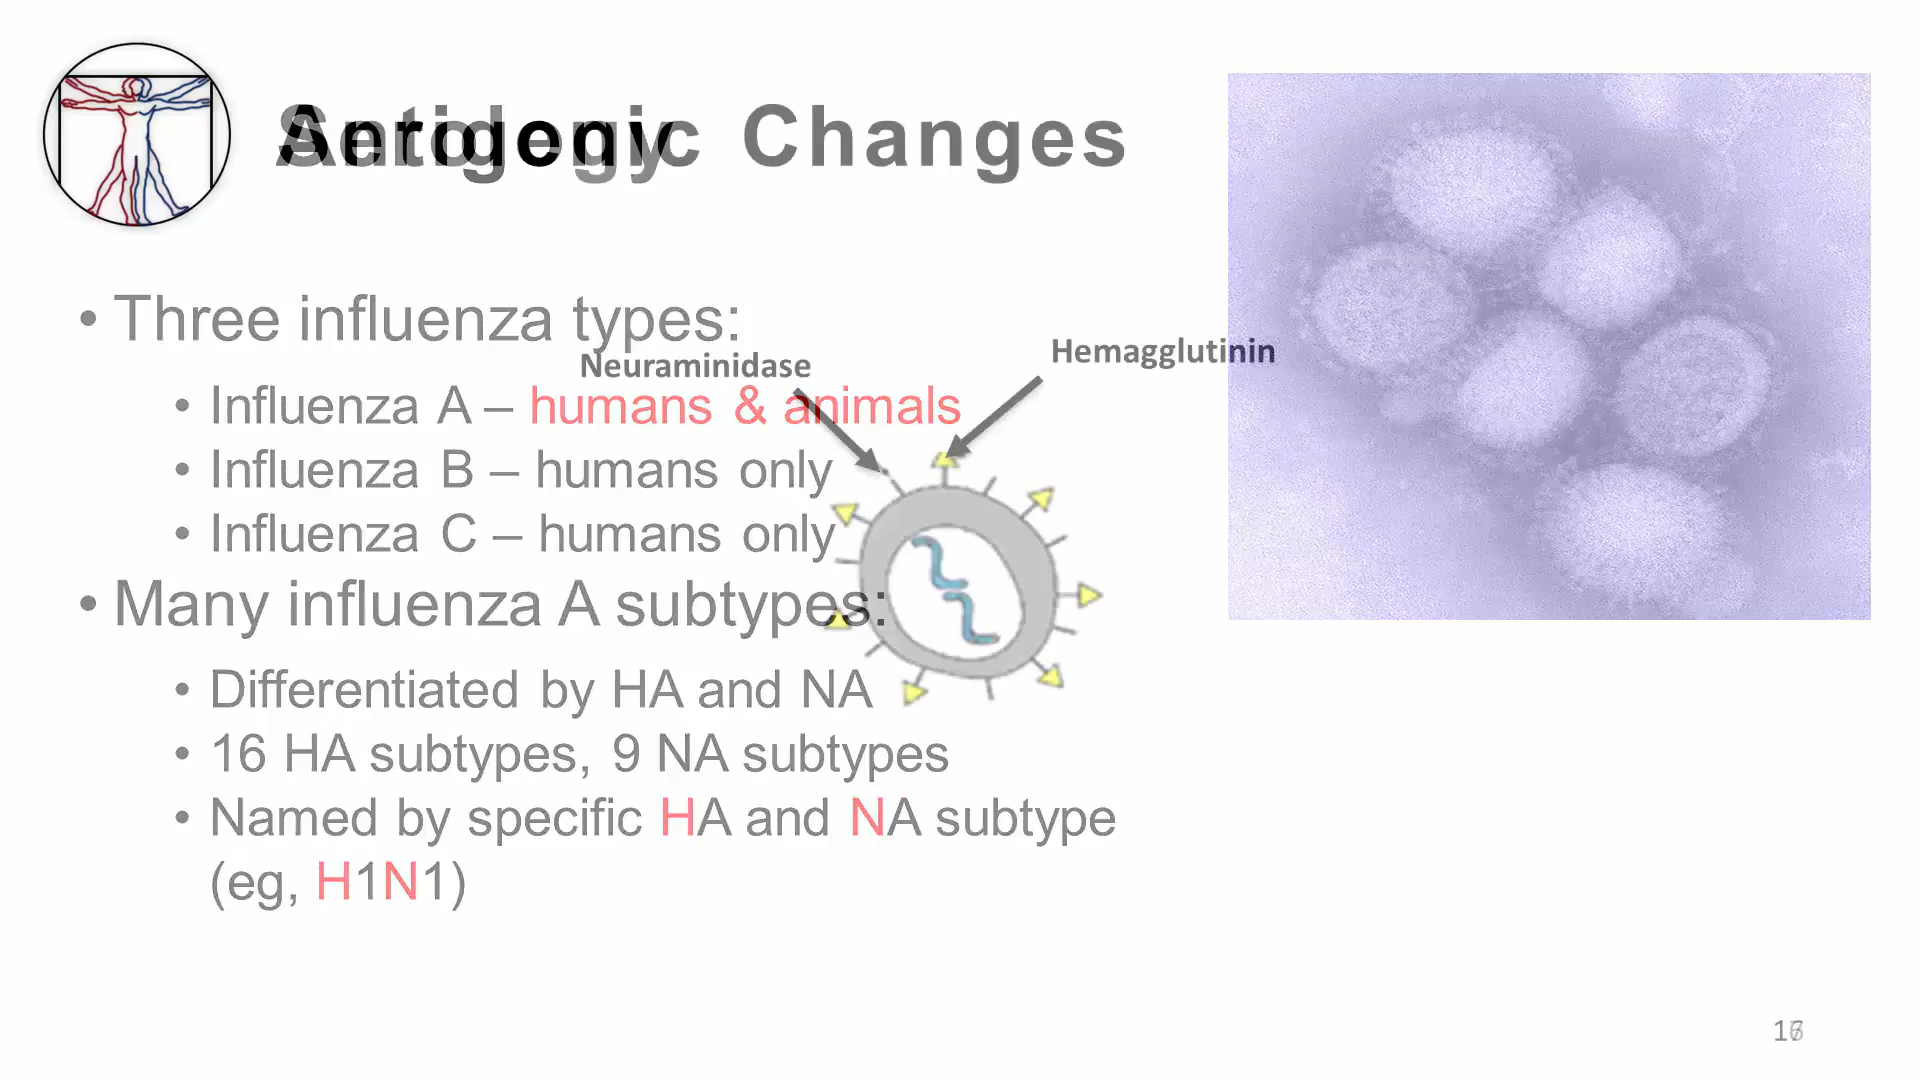 Serology
Antigenic Changes
• Three influenza types:
Neuraminidase
Hemagglutinin
• Influenza A – humans & animals
• Influenza B – humans only
• Influenza C – humans only
• Many influenza A subtypes:
• Differentiated by HA and NA
• 16 HA subtypes, 9 NA subtypes
• Named by specific HA and NA subtype
(eg, H1N1)